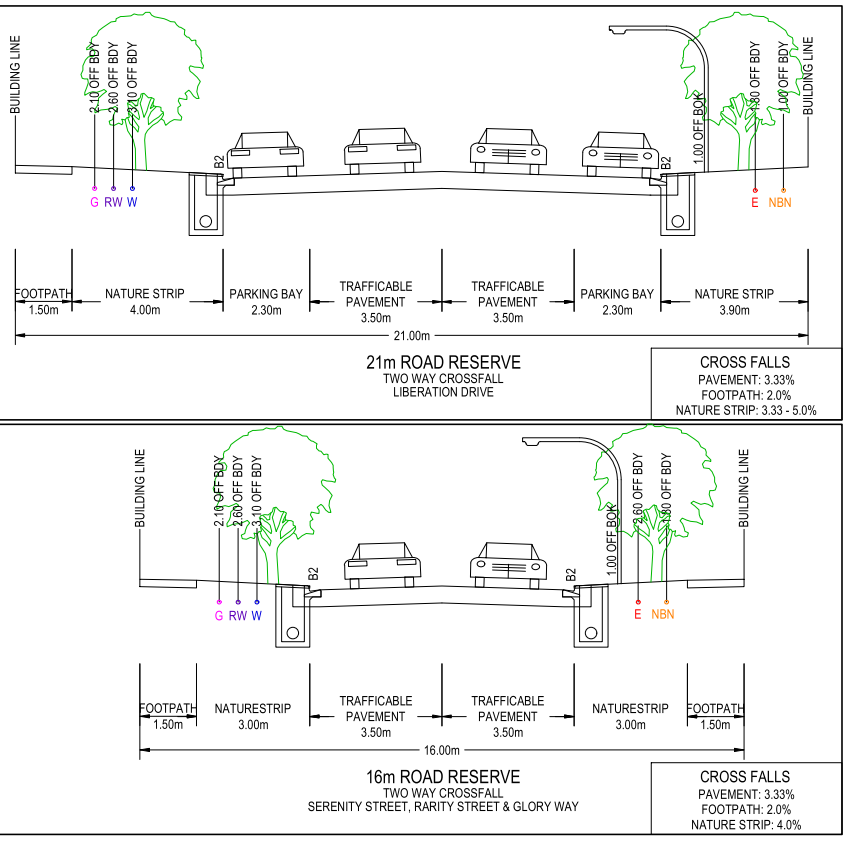 BUILDING LINE
2.10 OFF BDY
2.60 OFF BDY
3.10 OFF BDY
B2
B2
1.00 OFF BOK
1.80 OFF BDY
1.00 OFF BDY
BUILDING LINE
G RW W
E NBN
FOOTPATH
1.50m
NATURE STRIP
4.00m
PARKING BAY
2.30m
TRAFFICABLE
PAVEMENT
3.50m
TRAFFICABLE
PAVEMENT
3.50m
PARKING BAY
2.30m
NATURE STRIP
3.90m
21.00m
21m ROAD RESERVE
TWO WAY CROSSFALL
LIBERATION DRIVE
CROSS FALLS
PAVEMENT: 3.33%
FOOTPATH: 2.0%
NATURE STRIP: 3.33 - 5.0%
BUILDING LINE
2.10 OFF BDY
2.60 OFF BDY
3.10 OFF BDY
B2
B2
1.00 OFF BOK
2.60 OFF BDY
1.80 OFF BDY
BUILDING LINE
G RW W
E NBN
FOOTPATH
1.50m
NATURESTRIP
3.00m
TRAFFICABLE
PAVEMENT
3.50m
TRAFFICABLE
PAVEMENT
3.50m
NATURESTRIP
3.00m
FOOTPATH
1.50m
16.00m
16m ROAD RESERVE
TWO WAY CROSSFALL
SERENITY STREET, RARITY STREET & GLORY WAY
CROSS FALLS
PAVEMENT: 3.33%
FOOTPATH: 2.0%
NATURE STRIP: 4.0%